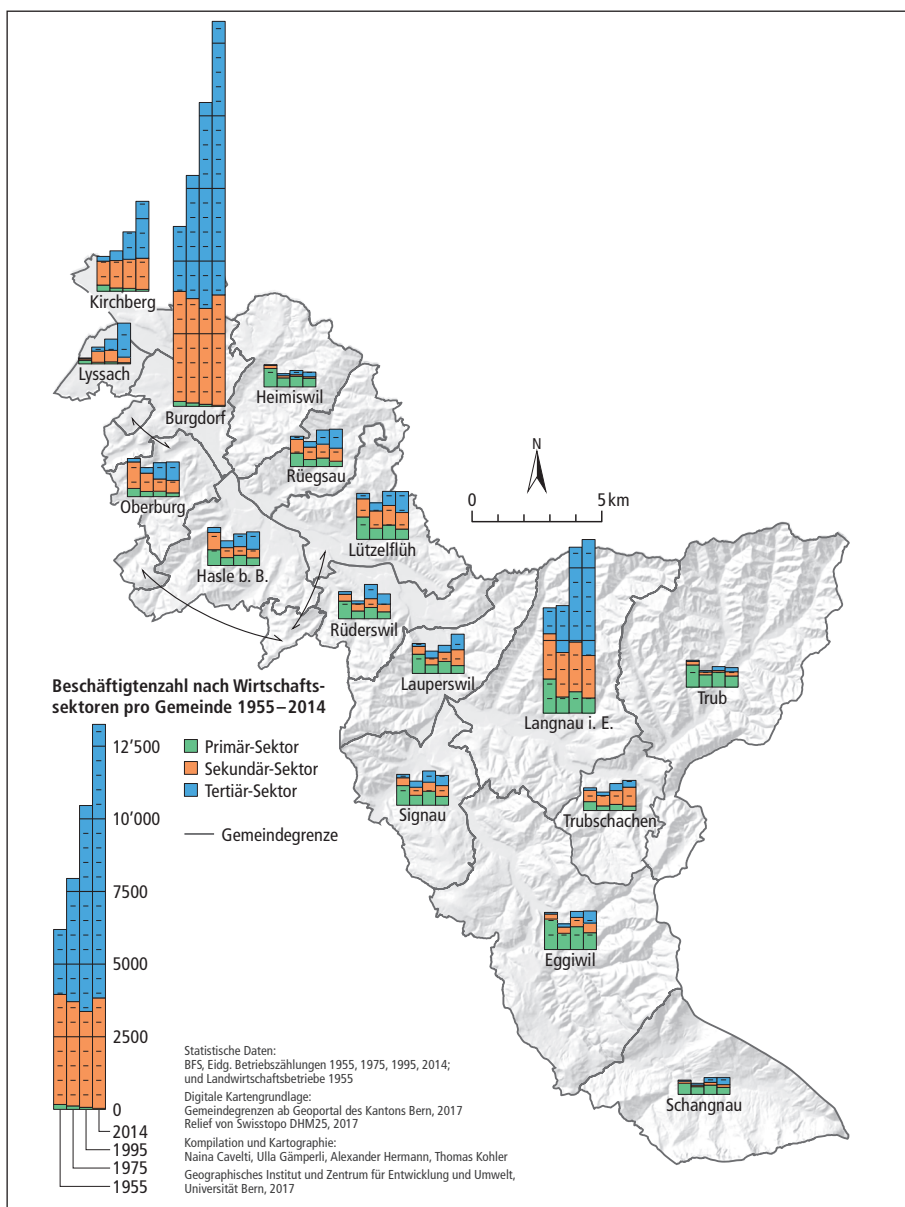 Kirchberg
Lyssach
Burgdorf
Heimiswil
Rüegsau
Oberburg
Hasle b. B.
Lützelflüh
N
0 5 km
Rüderswil
Lauperswil
Langnau i. E.
Trub
Signau
Trubschachen
Eggiwil
Schangnau
Beschäftigtenzahl nach Wirtschafts-
sektoren pro Gemeinde 1955–2014
12’500
10’000
7500
5000
2500
0
2014
1995
1975
1955
Primär-Sektor
Sekundär-Sektor
Tertiär-Sektor
Gemeindegrenze
Statistische Daten:
BFS, Eidg. Betriebszählungen 1955, 1975, 1995, 2014;
und Landwirtschaftsbetriebe 1955
Digitale Kartengrundlage:
Gemeindegrenzen ab Geoportal des Kantons Bern, 2017
Relief von Swisstopo DHM25, 2017
Kompilation und Kartographie:
Naina Cavelti, Ulla Gämperli, Alexander Hermann, Thomas Kohler
Geographisches Institut und Zentrum für Entwicklung und Umwelt,
Universität Bern, 2017